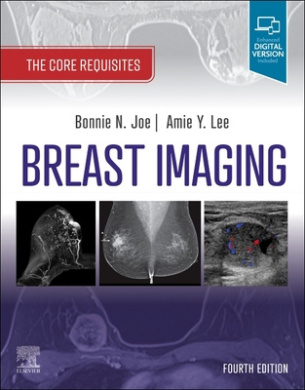 Enhanced
DIGITAL
VERSION
Included
THE CORE REQUISITES
Bonnie N. Joe | Amie Y. Lee
BREAST IMAGING
ELSEVIER
FOURTH EDITION